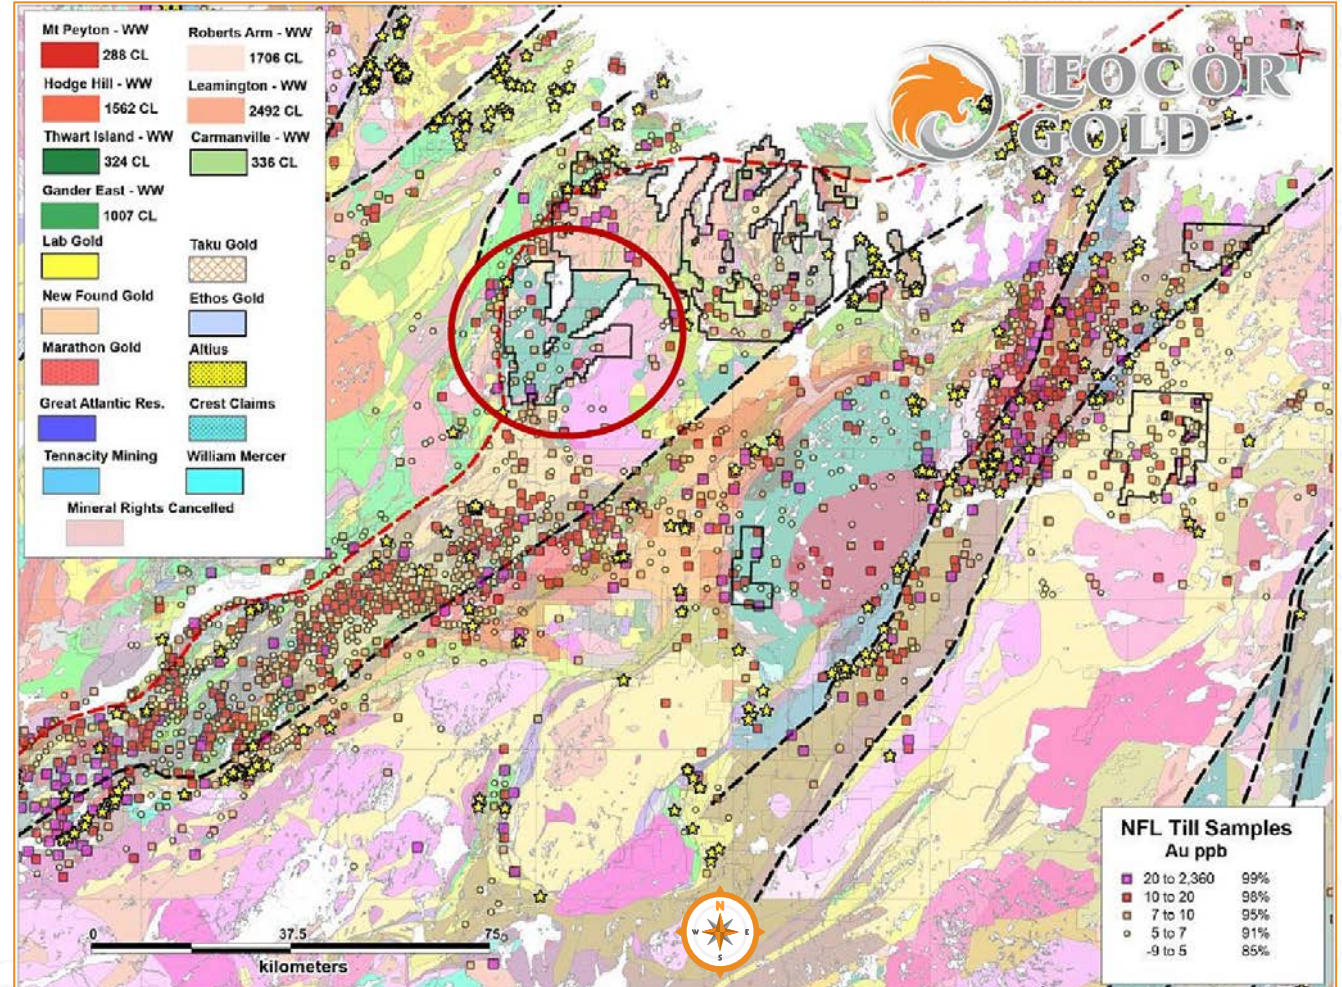 Mt Peyton - WW
288 CL
Roberts Arm - WW
1706 CL
Hodge Hill - WW
1562 CL
Leamington - WW
2492 CL
Thwart Island - WW
324 CL
Carmanville - WW
336 CL
Gander East - WW
1007 CL
Lab Gold
Taku Gold
New Found Gold
Ethos Gold
Marathon Gold
Altius
Great Atlantic Res.
Crest Claims
Tennacity Mining
William Mercer
Mineral Rights Cancelled
LEOCOR
GOLD
N
NFL Till Samples
Au ppb
20 to 2,360 99%
10 to 20 98%
7 to 10 95%
5 to 7 91%
-9 to 5 85%
0 37.5 75
kilometers
N
W E
S